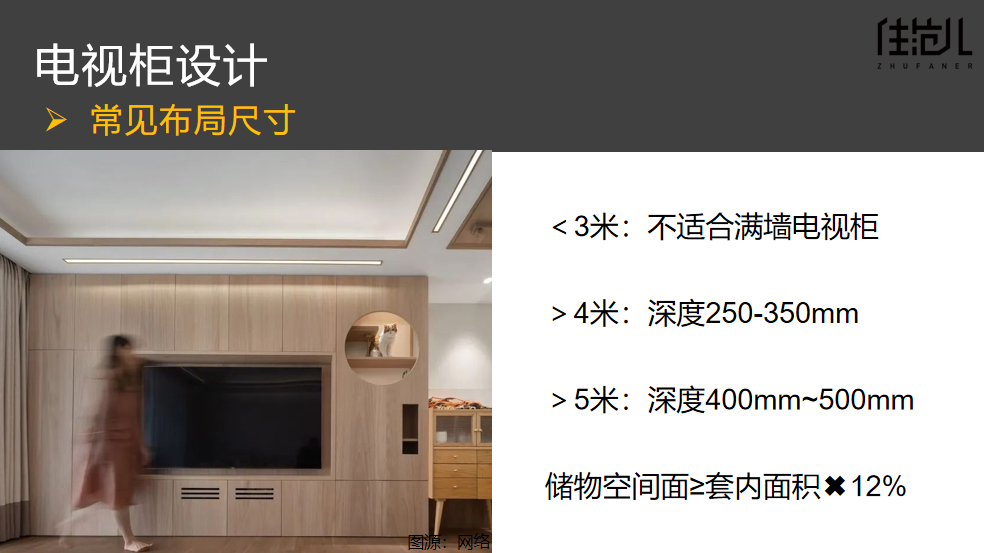 电视柜设计
佳范儿
ZHUFANER
➢ 常见布局尺寸
＜3米：不适合满墙电视柜
＞4米：深度250-350mm
＞5米：深度400mm~500mm
储物空间面≥套内面积✖12%
图源：网络